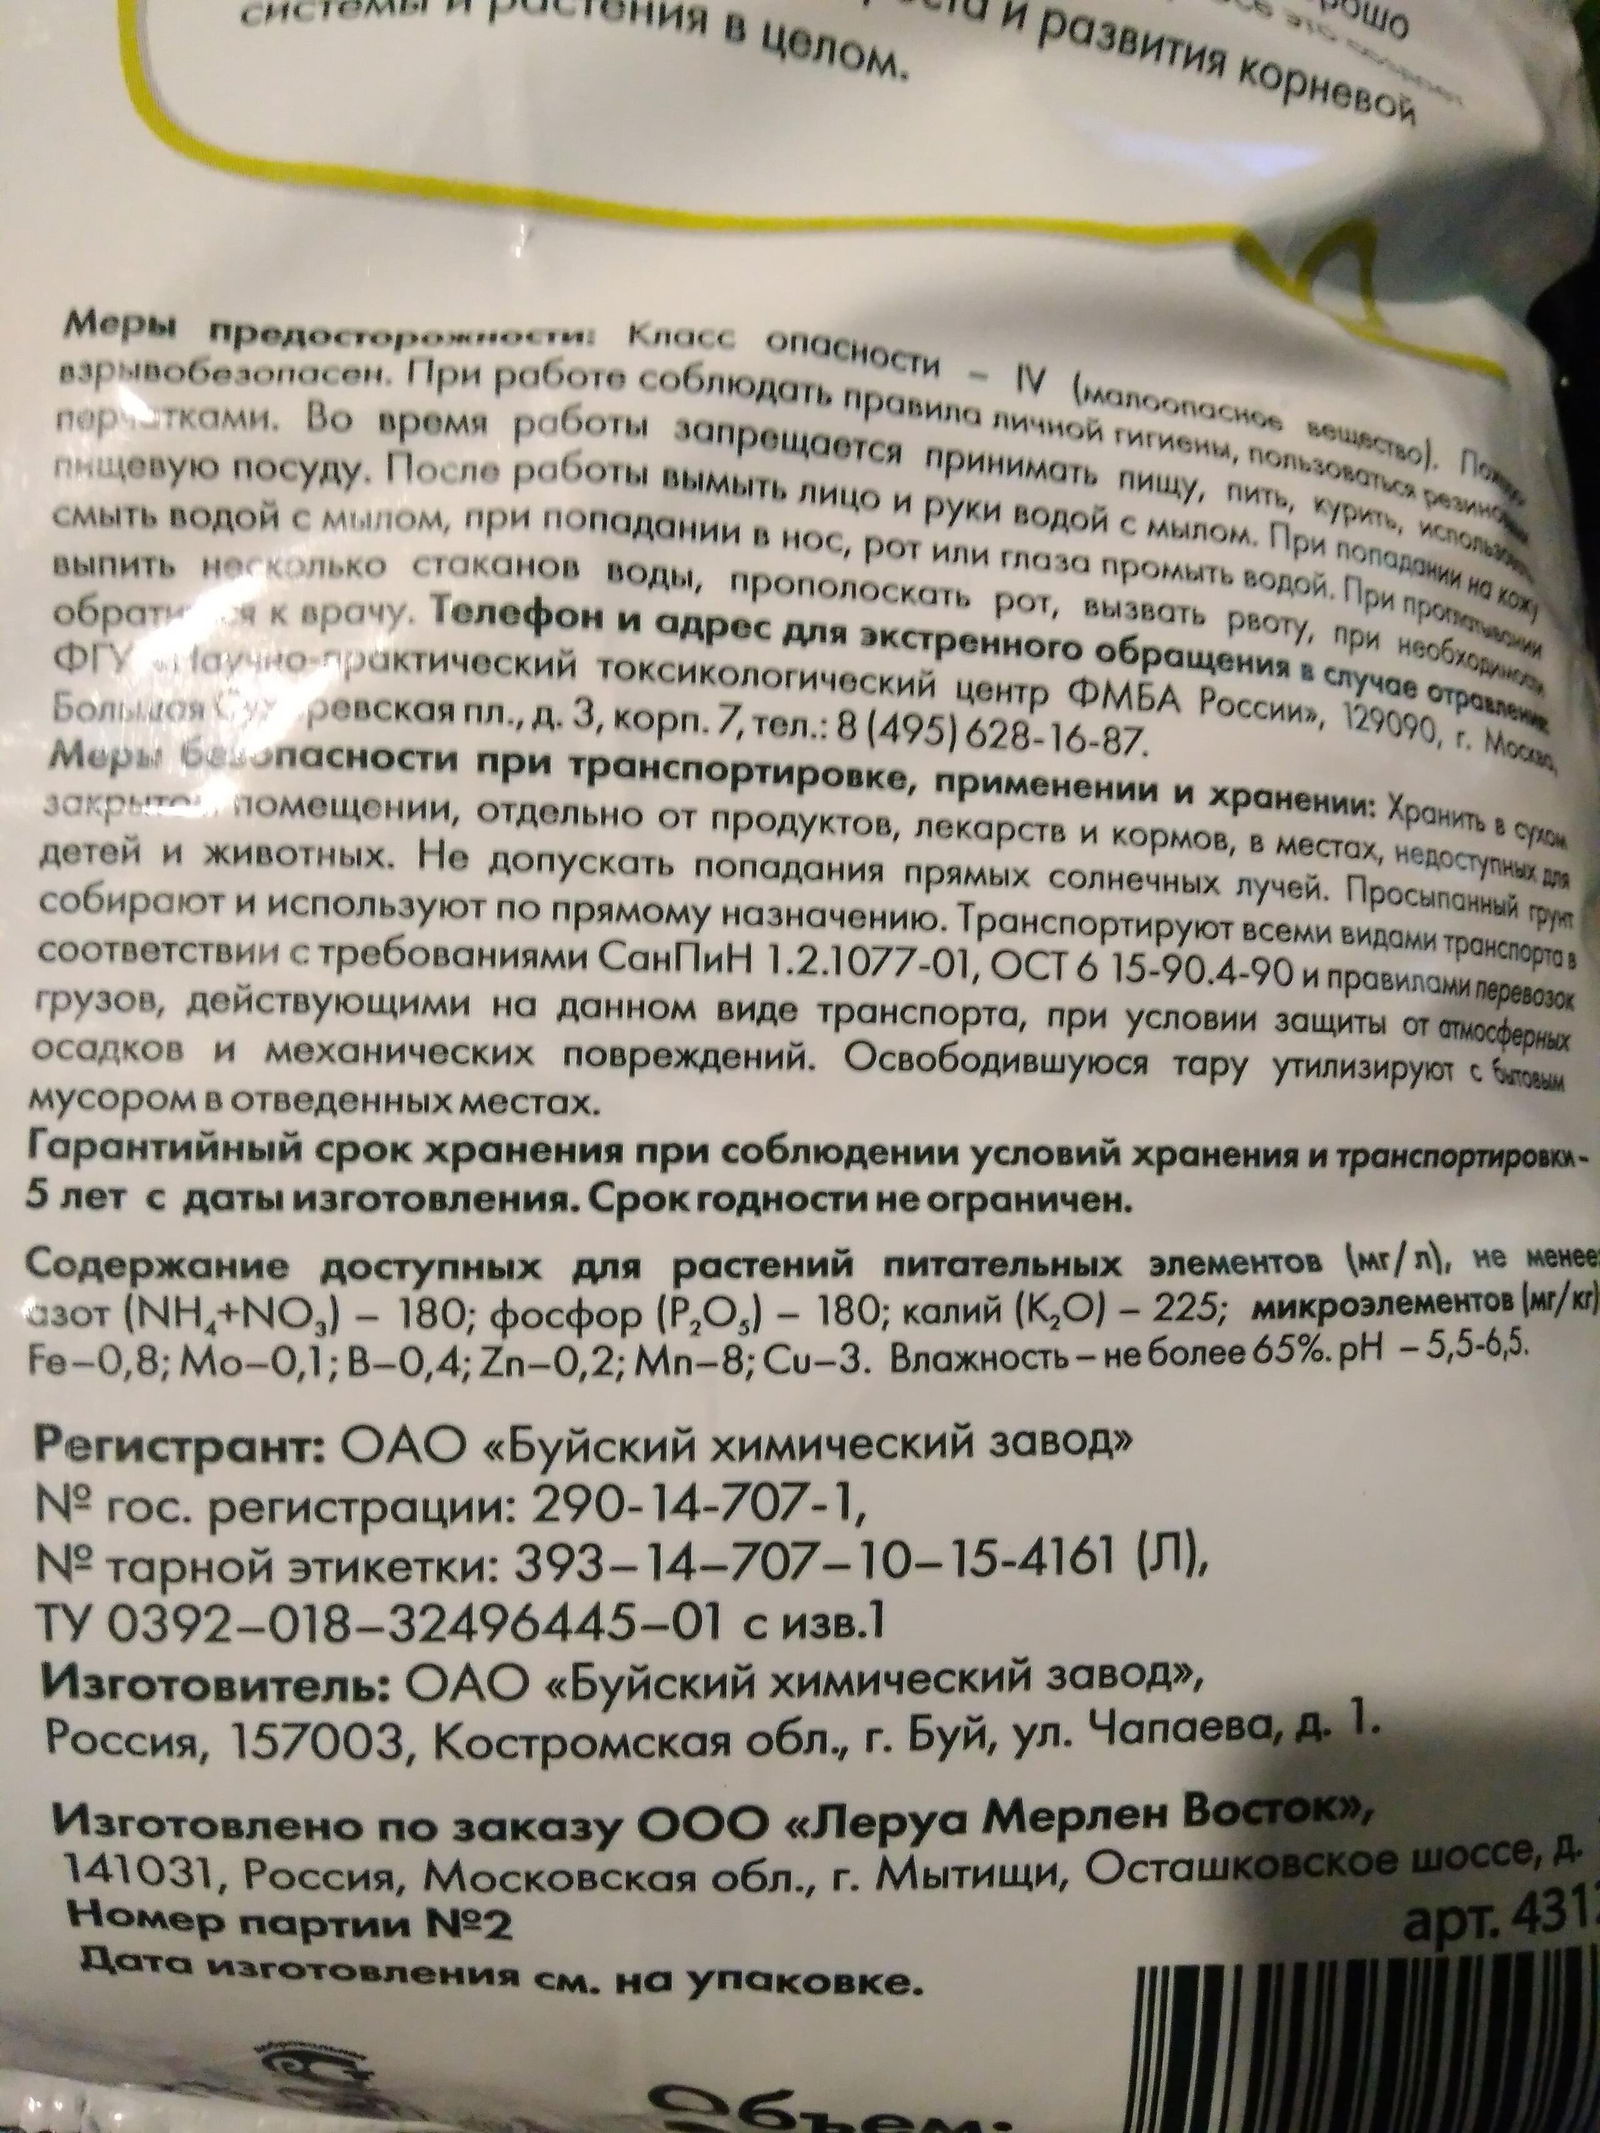 и развития корневой
системы и растения в целом.
Меры предосторожности: Класс опасности – IV (малоопасное вещество).
взрывобезопасен. При работе соблюдать правила личной гигиены, пользоваться
перчатками. Во время работы запрещается принимать пищу, пить, курить, использовать
пищевую посуду. После работы вымыть лицо и руки водой с мылом. При попадании на кожу
смыть водой с мылом, при попадании в нос, рот или глаза промыть водой. При проглатывании
выпить несколько стаканов воды, прополоскать рот, вызвать рвоту, при необходимости
обратиться к врачу. Телефон и адрес для экстренного обращения в случае отравления:
ФГУ «Научно-практический токсикологический центр ФМБА России», 129090, г. Москва,
Большая Сухаревская пл., д. 3, корп. 7, тел.: 8 (495) 628-16-87.
Меры безопасности при транспортировке, применении и хранении: Хранить в сухом
закрытом помещении, отдельно от продуктов, лекарств и кормов, в местах, недоступных для
детей и животных. Не допускать попадания прямых солнечных лучей. Просыпанный грунт
собирают и используют по прямому назначению. Транспортируют всеми видами транспорта в
соответствии с требованиями СанПиН 1.2.1077-01, ОСТ 6 15-90.4-90 и правилами перевозок
грузов, действующими на данном виде транспорта, при условии защиты от атмосферных
осадков и механических повреждений. Освободившуюся тару утилизируют с бытовым
мусором в отведенных местах.
Гарантийный срок хранения при соблюдении условий хранения и транспортировки-
5 лет с даты изготовления. Срок годности не ограничен.
Содержание доступных для растений питательных элементов (мг/л), не менее:
азот (NH₄+NO₃) – 180; фосфор (P₂O₅) – 180; калий (K₂O) – 225; микроэлементов (мг/кг)
Fe–0,8; Mo–0,1; B–0,4; Zn–0,2; Mn–8; Cu–3. Влажность – не более 65%. pH – 5,5-6,5.
Регистрант: ОАО «Буйский химический завод»
№ гос. регистрации: 290-14-707-1,
№ тарной этикетки: 393–14–707–10–15-4161 (Л),
ТУ 0392–018–32496445–01 с изв.1
Изготовитель: ОАО «Буйский химический завод»,
Россия, 157003, Костромская обл., г. Буй, ул. Чапаева, д. 1.
Изготовлено по заказу ООО «Леруа Мерлен Восток»,
141031, Россия, Московская обл., г. Мытищи, Осташковское шоссе, д.
Номер партии №2
арт. 431
Дата изготовления см. на упаковке.
Объем: